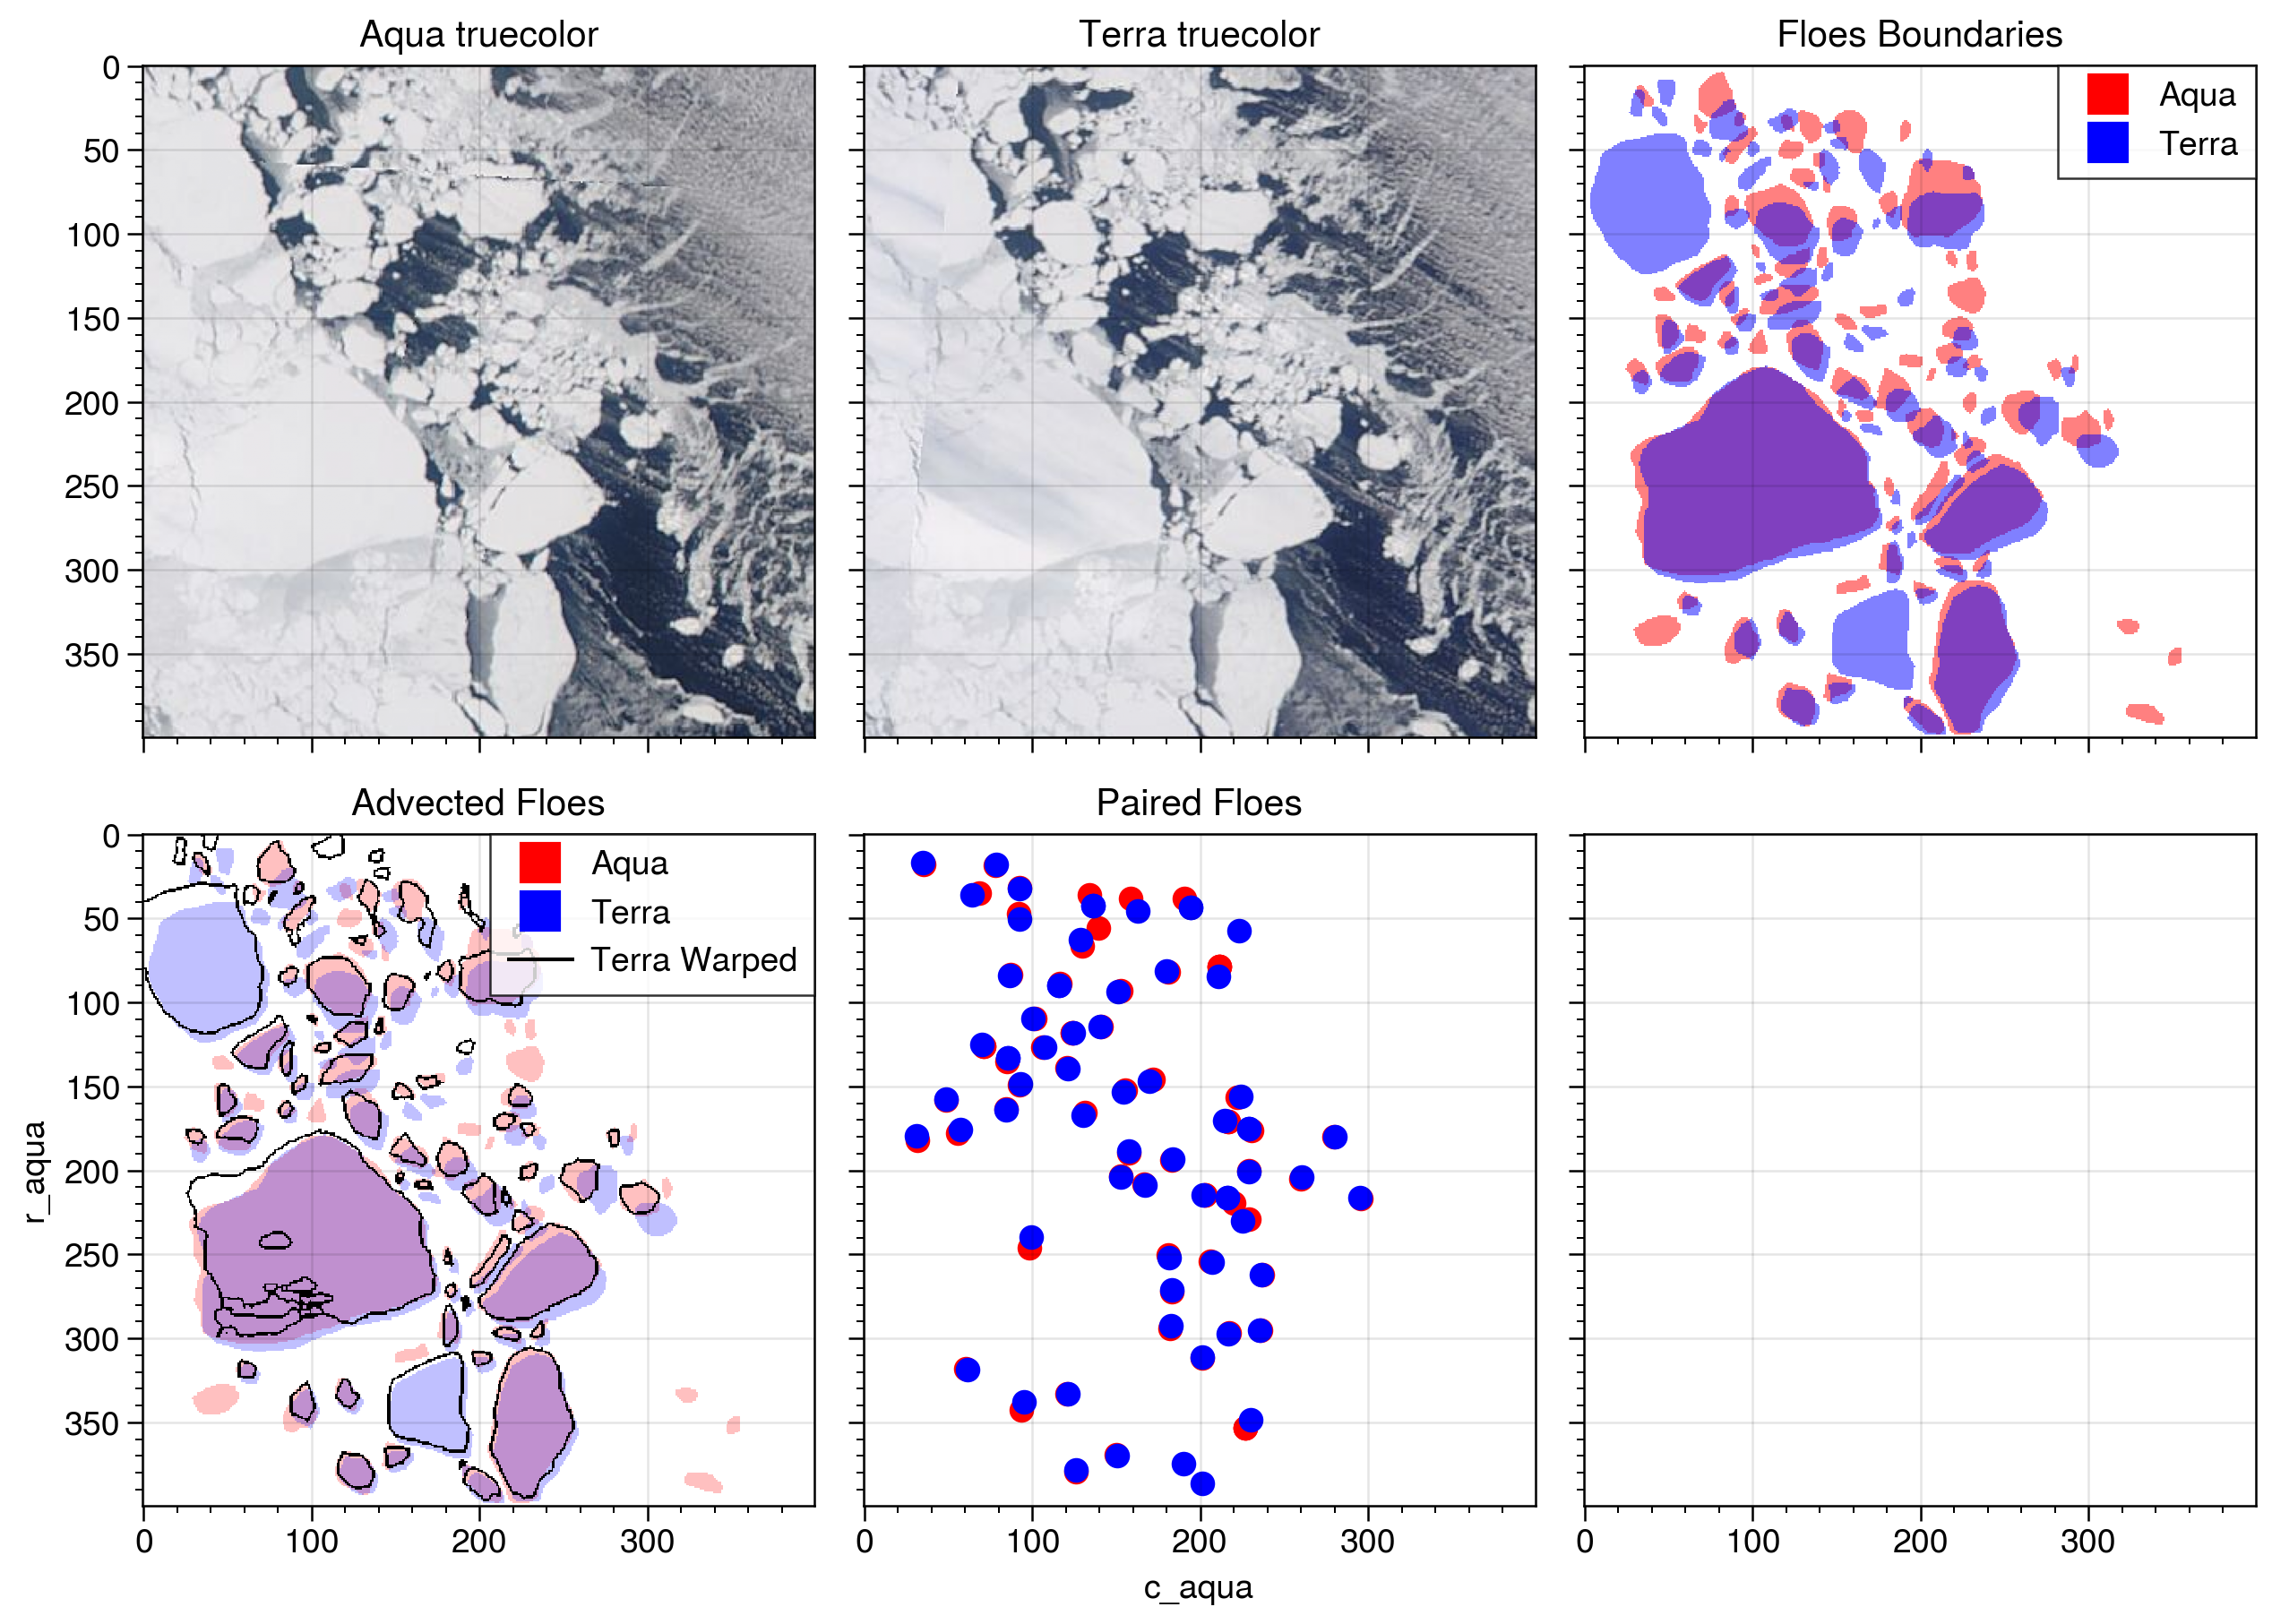 Aqua truecolor
Terra truecolor
Floes Boundaries
0
50
100
150
200
250
300
350
Aqua
Terra
Advected Floes
Paired Floes
0
50
100
150
200
250
300
350
r_aqua
Aqua
Terra
Terra Warped
0 100 200 300
0 100 200 300
0 100 200 300
c_aqua